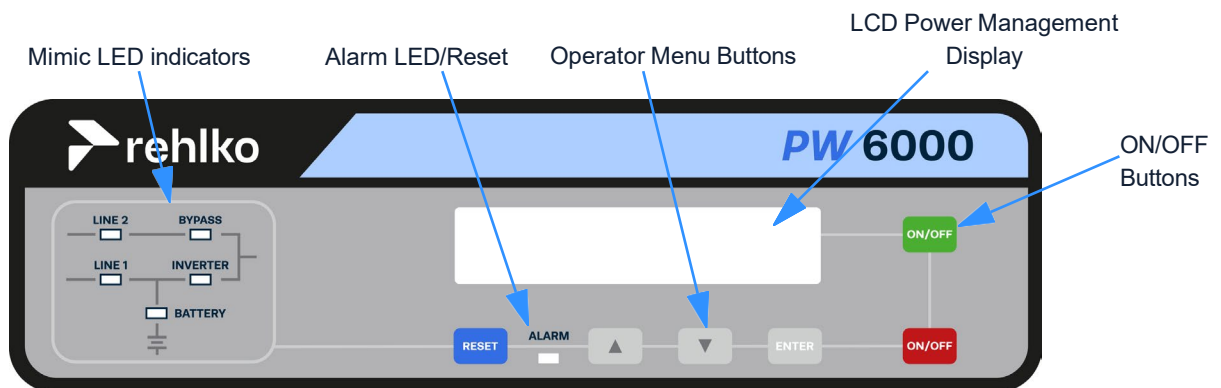 LCD Power Management
Display
Mimic LED indicators
Alarm LED/Reset
Operator Menu Buttons
ON/OFF
Buttons
rehlko
PW 6000
LINE 2
BYPASS
ON/OFF
LINE 1
INVERTER
BATTERY
RESET
ALARM
ENTER
ON/OFF